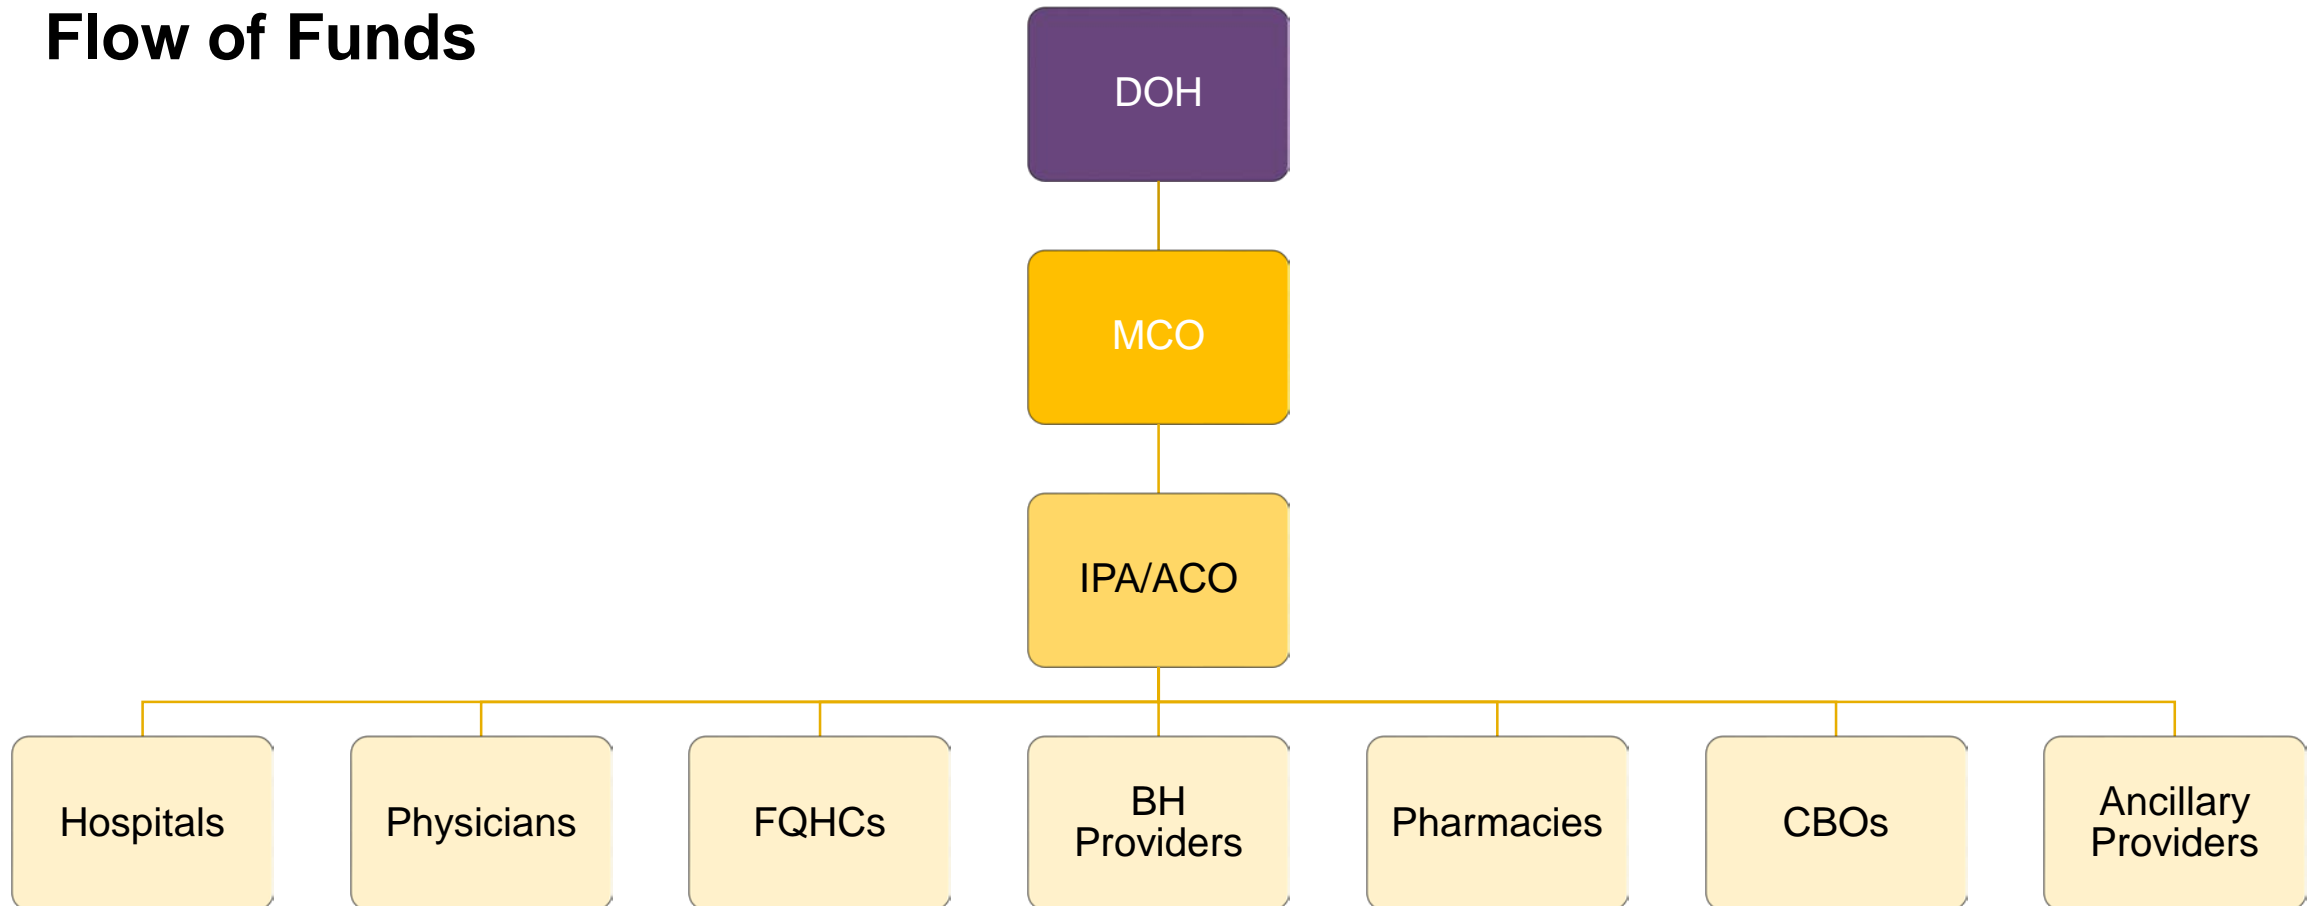 Flow of Funds
DOH
MCO
IPA/ACO
Hospitals
Physicians
FQHCs
BH
Providers
Pharmacies
CBOs
Ancillary
Providers